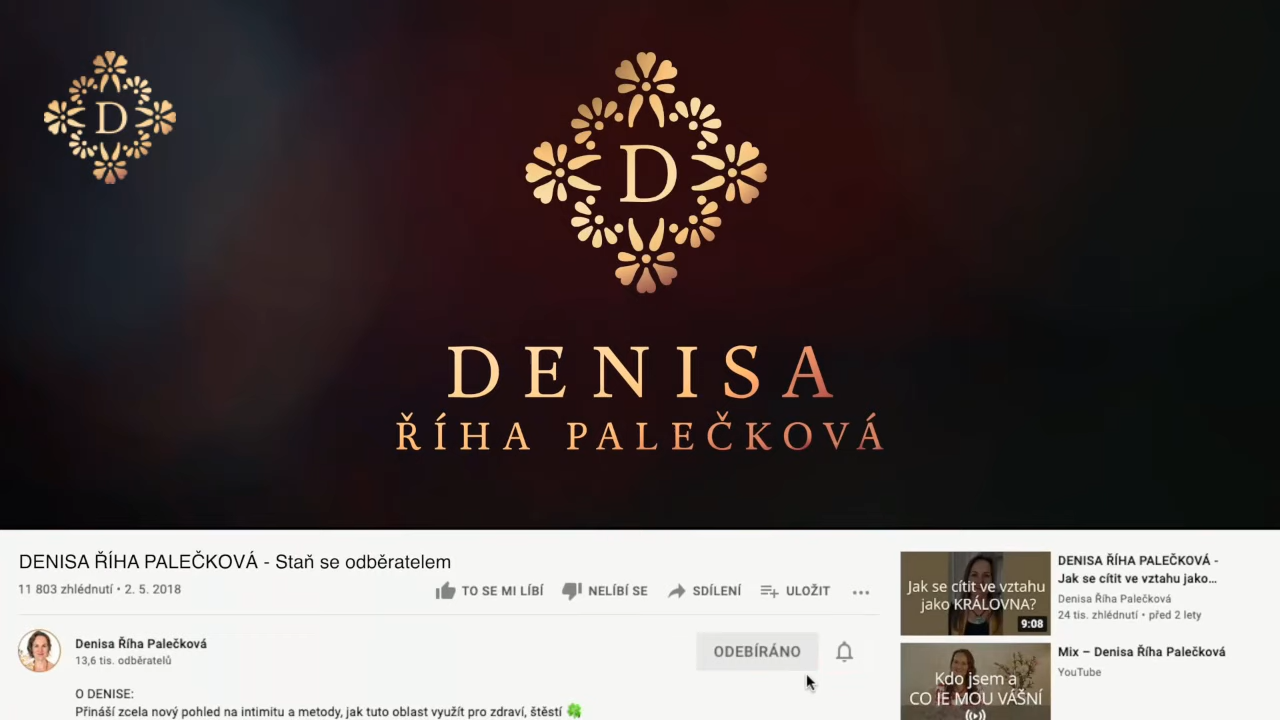 D
D
DENISA
ŘÍHA PALEČKOVÁ
DENISA ŘÍHA PALEČKOVÁ - Staň se odběratelem
11 803 zhlédnutí • 2. 5. 2018
TO SE MI LÍBÍ
NELÍBÍ SE
SDÍLENÍ
ULOŽIT
Denisa Říha Palečková
13,6 tis. odběratelů
ODEBÍRÁNO
O DENISE:
Přináší zcela nový pohled na intimitu a metody, jak tuto oblast využít pro zdraví, štěstí 🍀
Jak se cítit ve vztahu
jako KRÁLOVNA?
9:08
DENISA ŘÍHA PALEČKOVÁ -
Jak se cítit ve vztahu jako…
Denisa Říha Palečková
24 tis. zhlédnutí • před 2 lety
Kdo jsem a
CO JE MOU VÁŠNÍ
Mix – Denisa Říha Palečková
YouTube